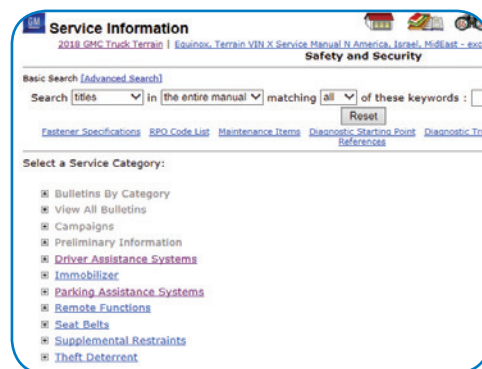 GM
Service Information
2018 GMC Truck Terrain | Equinox, Terrain VIN X Service Manual N America, Israel, MidEast - exc
Safety and Security
Basic Search [Advanced Search]
Search titles in the entire manual matching all of these keywords :
Reset
Fastener Specifications RPO Code List Maintenance Items Diagnostic Starting Point Diagnostic Tr
References
Select a Service Category:
Bulletins By Category
View All Bulletins
Campaigns
Preliminary Information
Driver Assistance Systems
Immobilizer
Parking Assistance Systems
Remote Functions
Seat Belts
Supplemental Restraints
Theft Deterrent